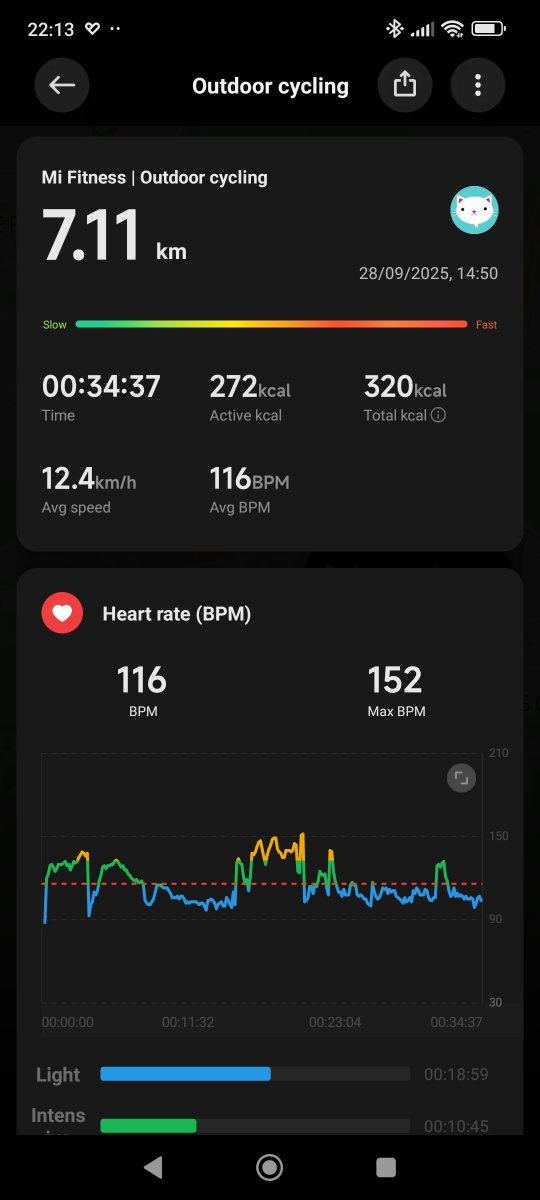 22:13
Outdoor cycling
Mi Fitness | Outdoor cycling
7.11 km
28/09/2025, 14:50
Slow
Fast
00:34:37 272kcal 320kcal
Time Active kcal Total kcal
12.4km/h 116BPM
Avg speed Avg BPM
Heart rate (BPM)
116 152
BPM Max BPM
210
150
90
30
00:00:00 00:11:32 00:23:04 00:34:37
Light 00:18:59
Intens
00:10:45